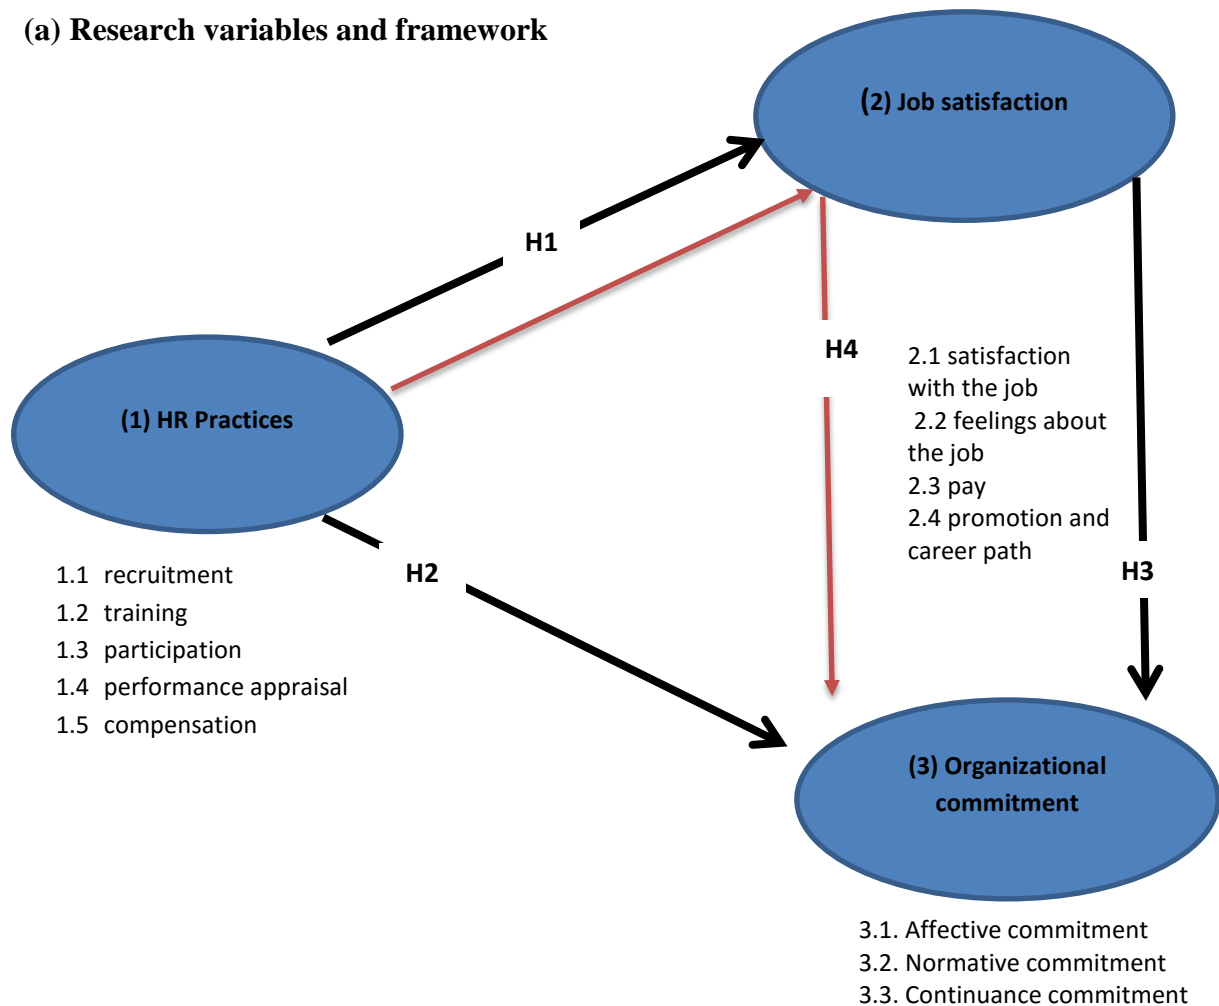 (a) Research variables and framework
(2) Job satisfaction
H1
H4
2.1 satisfaction
with the job
2.2 feelings about
the job
2.3 pay
2.4 promotion and
career path
H3
(1) HR Practices
H2
1.1 recruitment
1.2 training
1.3 participation
1.4 performance appraisal
1.5 compensation
(3) Organizational
commitment
3.1. Affective commitment
3.2. Normative commitment
3.3. Continuance commitment